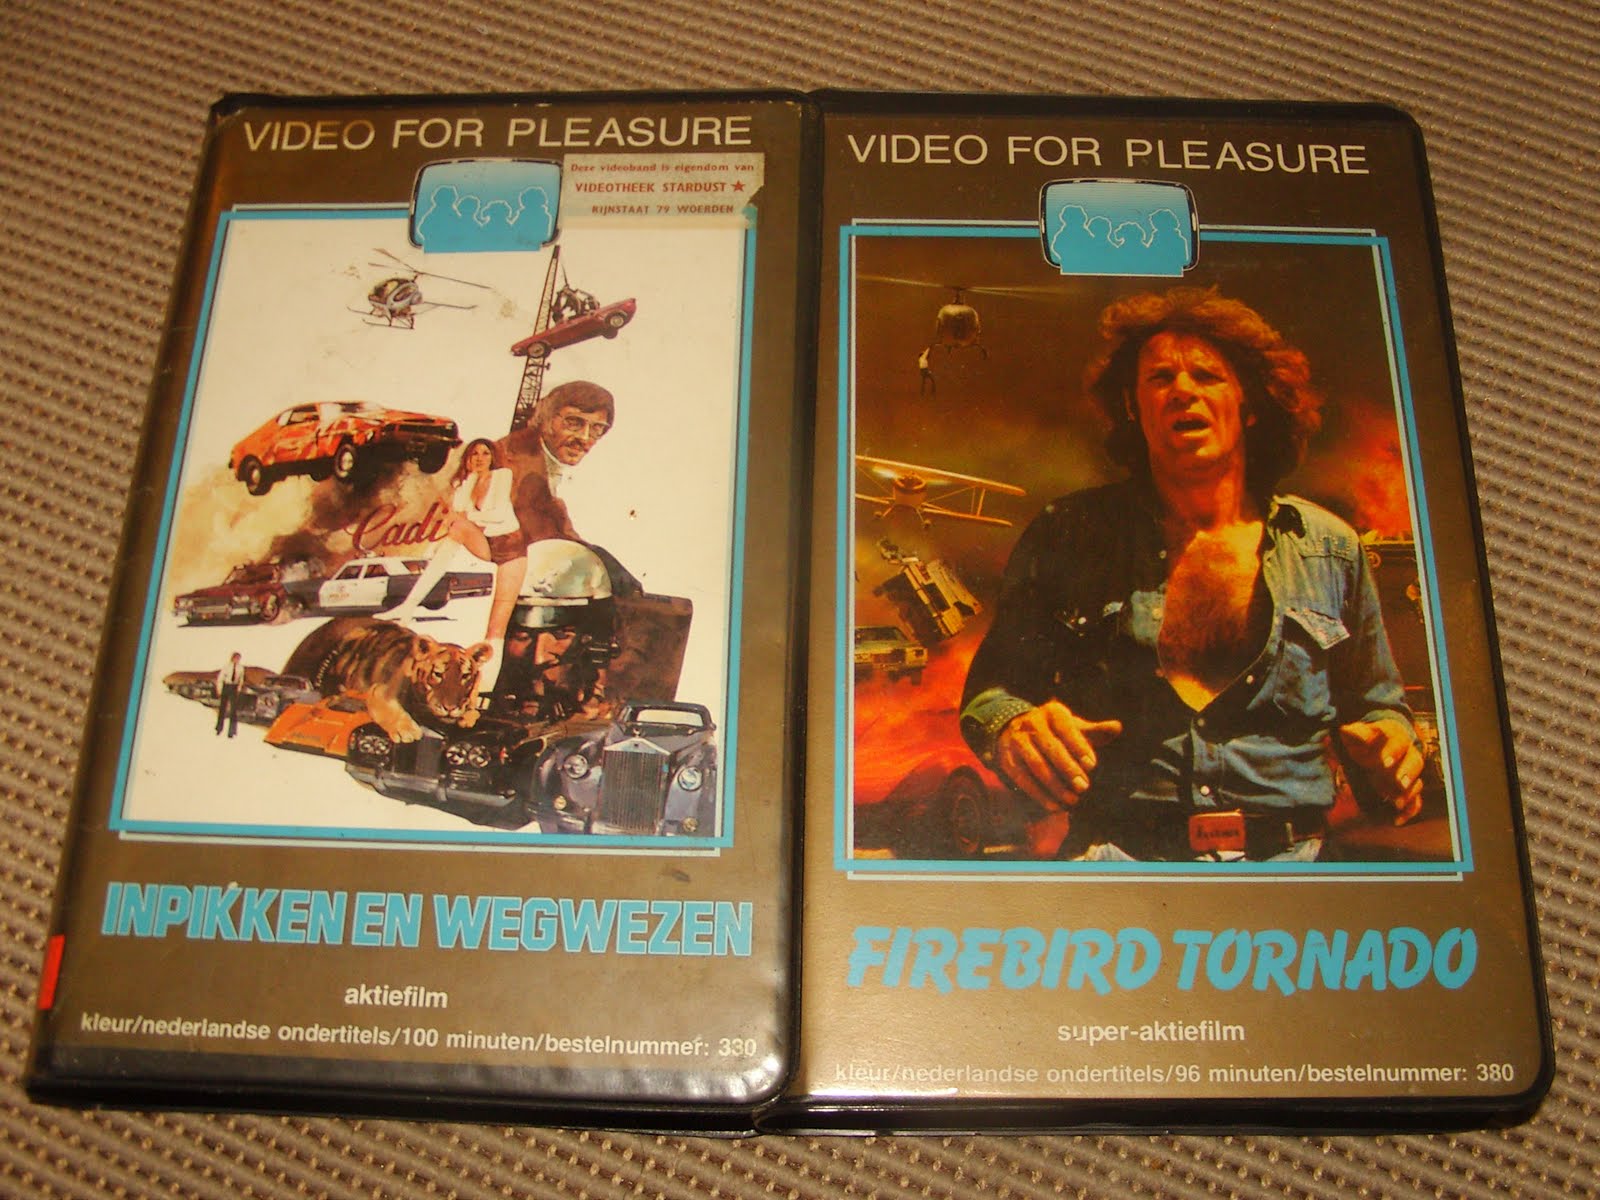 VIDEO FOR PLEASURE
Deze videoband is eigendom van
VIDEOTHEEK STARDUST ★
RIJNSTAAT 79 WOERDEN
Cadi
INPIKKEN EN WEGWEZEN
aktiefilm
kleur/nederlandse ondertitels/100 minuten/bestelnummer: 330
VIDEO FOR PLEASURE
FIREBIRD TORNADO
super-aktiefilm
kleur/nederlandse ondertitels/96 minuten/bestelnummer: 380